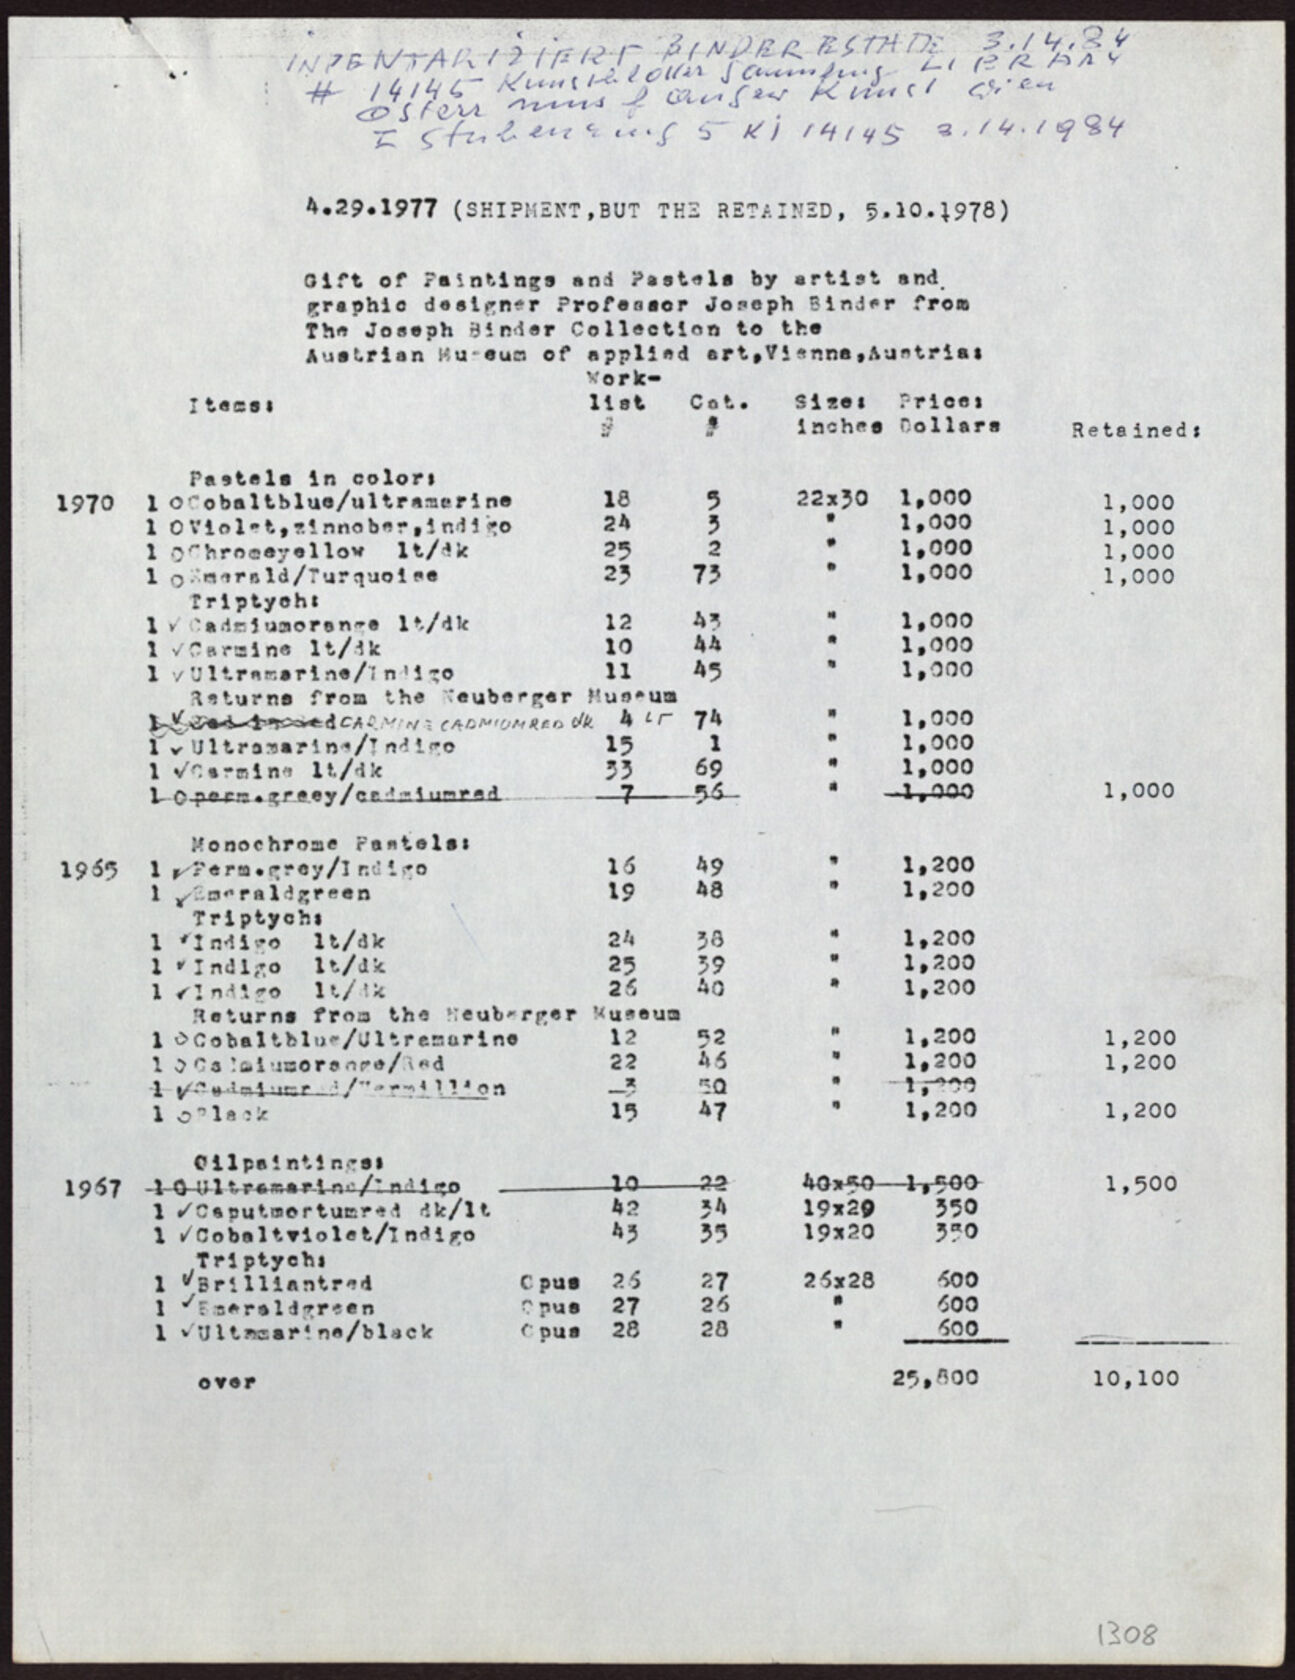 INVENTARIZIERT BINDER ESTATE 3.14.84
# 14145 Kunstblätter Sammlung LIBRARY
Österr mus f angew Kunst Wien
I Stubenring 5 KI 14145 3.14.1984
4.29.1977 (SHIPMENT,BUT THE RETAINED, 5.10.1978)
Gift of Paintings and Pastels by artist and
graphic designer Professor Joseph Binder from
The Joseph Binder Collection to the
Austrian Museum of applied art,Vienna,Austria:
Work-
Items: list Cat. Size: Price:
# # inches Dollars Retained:
Pastels in color:
1970 1 o Cobaltblue/ultramarine 18 5 22x30 1,000 1,000
1 o Violet,zinnober,indigo 24 3 " 1,000 1,000
1 o Chromeyellow lt/dk 25 2 " 1,000 1,000
1 o Emerald/Turquoise 23 73 " 1,000 1,000
Triptych:
1 ✓ Cadmiumorange lt/dk 12 43 " 1,000
1 ✓ Carmine lt/dk 10 44 " 1,000
1 ✓ Ultramarine/Indigo 11 45 " 1,000
Returns from the Neuberger Museum
1 ✓ CARMINE CADMIUMRED dk 4 LT 74 " 1,000
1 ✓ Ultramarine/Indigo 15 1 " 1,000
1 ✓ Carmine lt/dk 33 69 " 1,000
1 o perm.greey/cadmiumred 7 56 " 1,000 1,000
Monochrome Pastels:
1965 1 ✓ Perm.grey/Indigo 16 49 " 1,200
1 ✓ Emeraldgreen 19 48 " 1,200
Triptych:
1 ✓ Indigo lt/dk 24 38 " 1,200
1 ✓ Indigo lt/dk 25 39 " 1,200
1 ✓ Indigo lt/dk 26 40 " 1,200
Returns from the Neuberger Museum
1 o Cobaltblue/Ultramarine 12 52 " 1,200 1,200
1 o Cadmiumorange/Red 22 46 " 1,200 1,200
1 ✓ Cadmiumred/Vermillion 3 50 " 1,200
1 o Black 15 47 " 1,200 1,200
Oilpaintings:
1967 1 O Ultramarine/Indigo 10 22 40x50 1,500 1,500
1 ✓ Caputmortumred dk/lt 42 34 19x29 350
1 ✓ Cobaltviolet/Indigo 43 35 19x20 350
Triptych:
1 ✓ Brilliantred Opus 26 27 26x28 600
1 ✓ Emeraldgreen Opus 27 26 " 600
1 ✓ Ultmarine/black Opus 28 28 " 600
over 25,800 10,100
1308